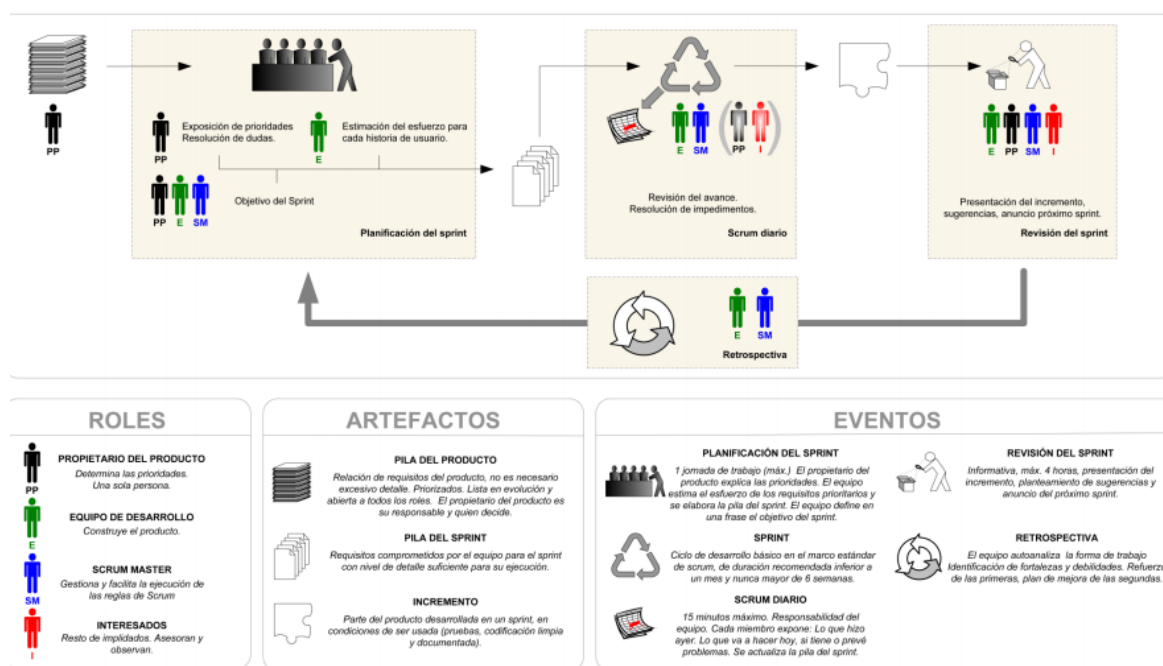 PP
PP
Exposición de prioridades
Resolución de dudas.
E
Estimación del esfuerzo para
cada historia de usuario.
PP E SM
Objetivo del Sprint
Planificación del sprint
E SM PP I
Revisión del avance.
Resolución de impedimentos.
Scrum diario
E PP SM I
Presentación del incremento,
sugerencias, anuncio próximo sprint.
Revisión del sprint
E SM
Retrospectiva
ROLES
PP
PROPIETARIO DEL PRODUCTO
Determina las prioridades.
Una sola persona.
E
EQUIPO DE DESARROLLO
Construye el producto.
SM
SCRUM MASTER
Gestiona y facilita la ejecución de
las reglas de Scrum
I
INTERESADOS
Resto de implidados. Asesoran y
observan.
ARTEFACTOS
PILA DEL PRODUCTO
Relación de requisitos del producto, no es necesario
excesivo detalle. Priorizados. Lista en evolución y
abierta a todos los roles. El propietario del producto es
su responsable y quien decide.
PILA DEL SPRINT
Requisitos comprometidos por el equipo para el sprint
con nivel de detalle suficiente para su ejecución.
INCREMENTO
Parte del producto desarrollada en un sprint, en
condiciones de ser usada (pruebas, codificación limpia
y documentada).
EVENTOS
PLANIFICACIÓN DEL SPRINT
1 jornada de trabajo (máx.) El propietario del
producto explica las prioridades. El equipo
estima el esfuerzo de los requisitos prioritarios y
se elabora la pila del sprint. El equipo define en
una frase el objetivo del sprint.
SPRINT
Ciclo de desarrollo básico en el marco estándar
de scrum, de duración recomendada inferior a
un mes y nunca mayor de 6 semanas.
SCRUM DIARIO
15 minutos máximo. Responsabilidad del
equipo. Cada miembro expone: Lo que hizo
ayer. Lo que va a hacer hoy, si tiene o prevé
problemas. Se actualiza la pila del sprint.
REVISIÓN DEL SPRINT
Informativa, máx. 4 horas, presentación del
incremento, planteamiento de sugerencias y
anuncio del próximo sprint.
RETROSPECTIVA
El equipo autoanaliza la forma de trabajo
Identificación de fortalezas y debilidades. Refuerzo
de las primeras, plan de mejora de las segundas.